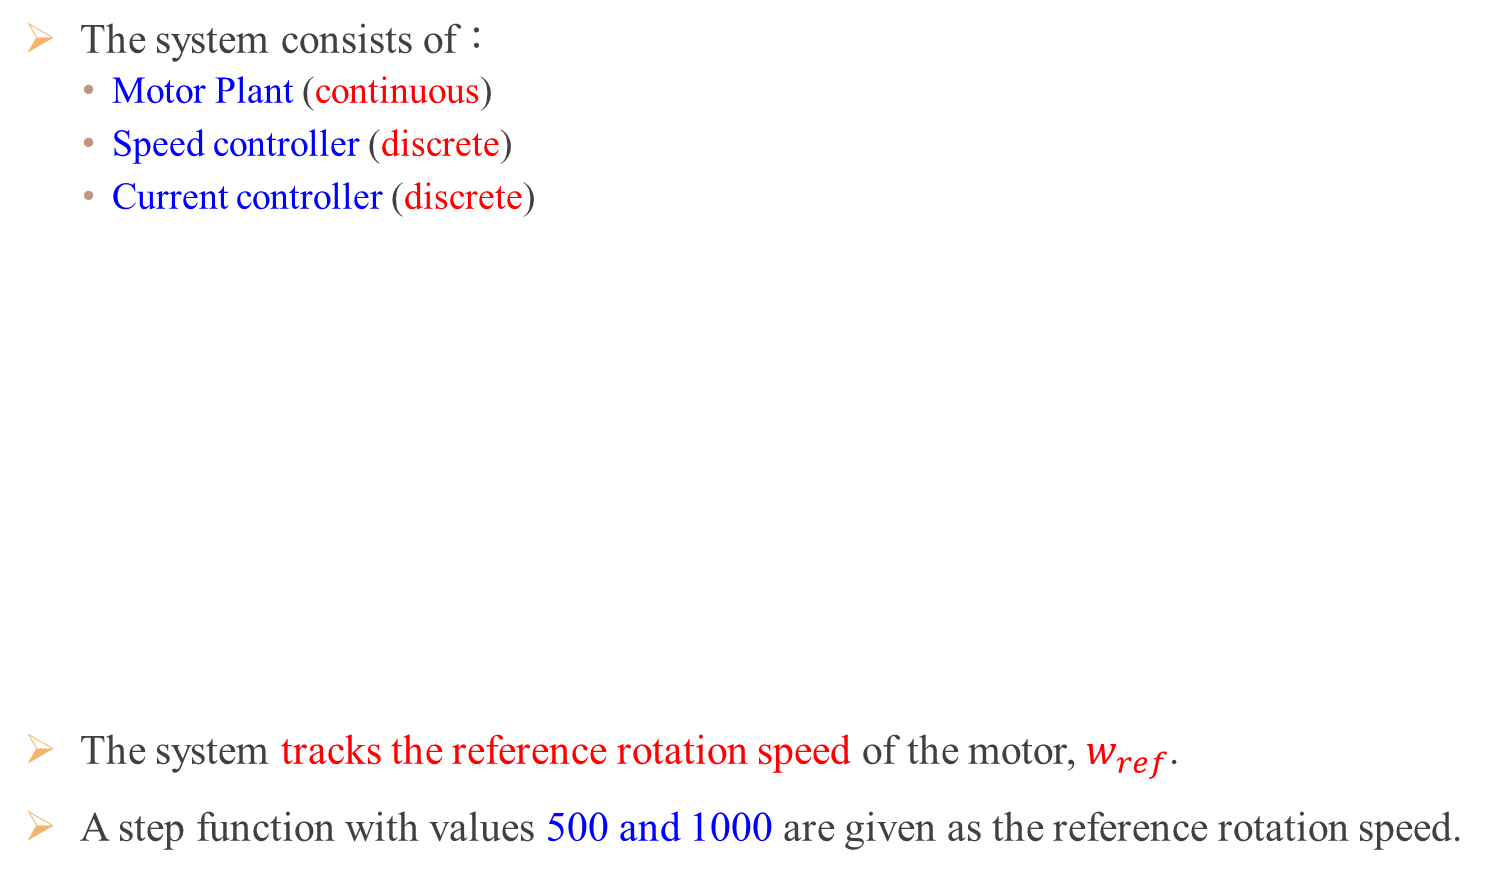 ➢ The system consists of：
• Motor Plant (continuous)
• Speed controller (discrete)
• Current controller (discrete)
➢ The system tracks the reference rotation speed of the motor, w_ref.
➢ A step function with values 500 and 1000 are given as the reference rotation speed.